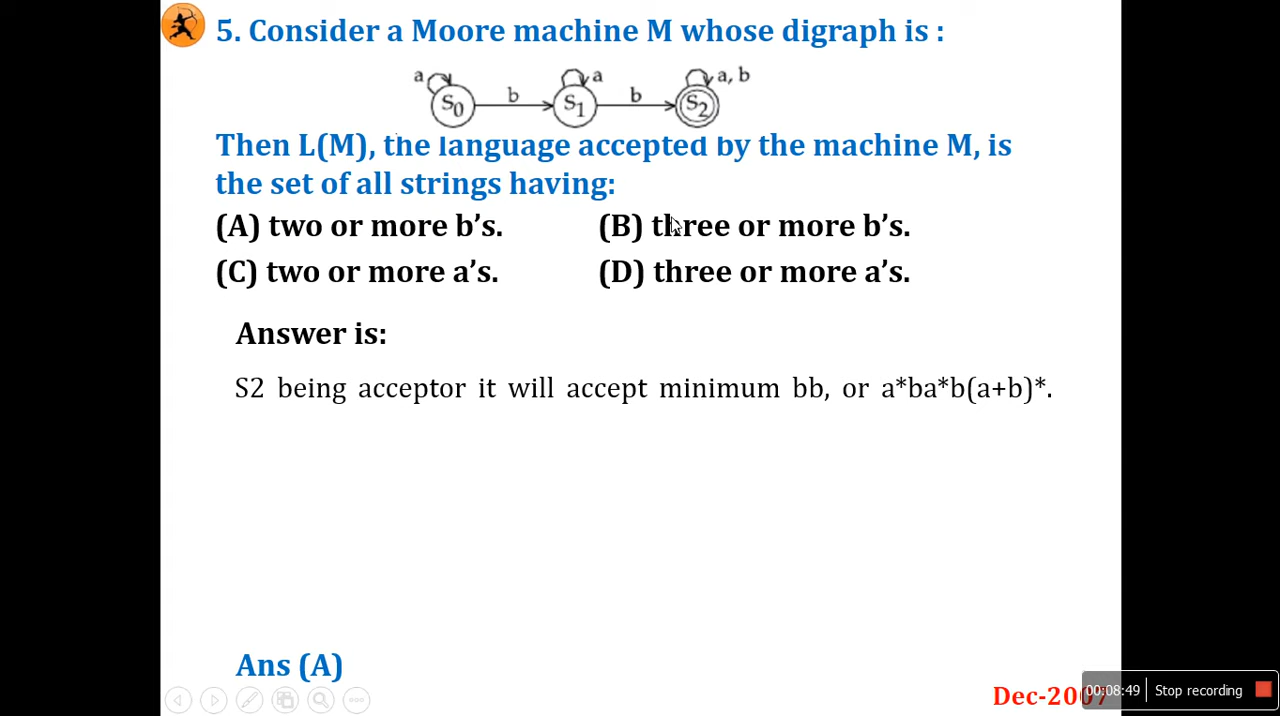 5. Consider a Moore machine M whose digraph is :
a b a b a, b
S0 S1 S2
Then L(M), the language accepted by the machine M, is
the set of all strings having:
(A) two or more b's. (B) three or more b's.
(C) two or more a's. (D) three or more a's.
Answer is:
S2 being acceptor it will accept minimum bb, or a*ba*b(a+b)*.
Ans (A)
Dec-2007
00:08:49 Stop recording